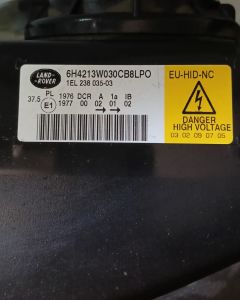 LAND-
ROVER
6H4213W030CB8LPO
1EL 238 035-03
PL
37.5
E1
1976 DCR A 1a IB
1977 00 02 01 02
EU-HID-NC
DANGER
HIGH VOLTAGE
03 02 09 07 05